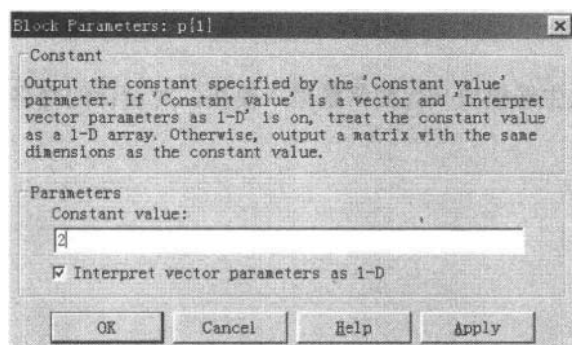 Block Parameters: p{1}
Constant
Output the constant specified by the 'Constant value'
parameter. If 'Constant value' is a vector and 'Interpret
vector parameters as 1-D' is on, treat the constant value
as a 1-D array. Otherwise, output a matrix with the same
dimensions as the constant value.
Parameters
Constant value:
2
Interpret vector parameters as 1-D
OK Cancel Help Apply